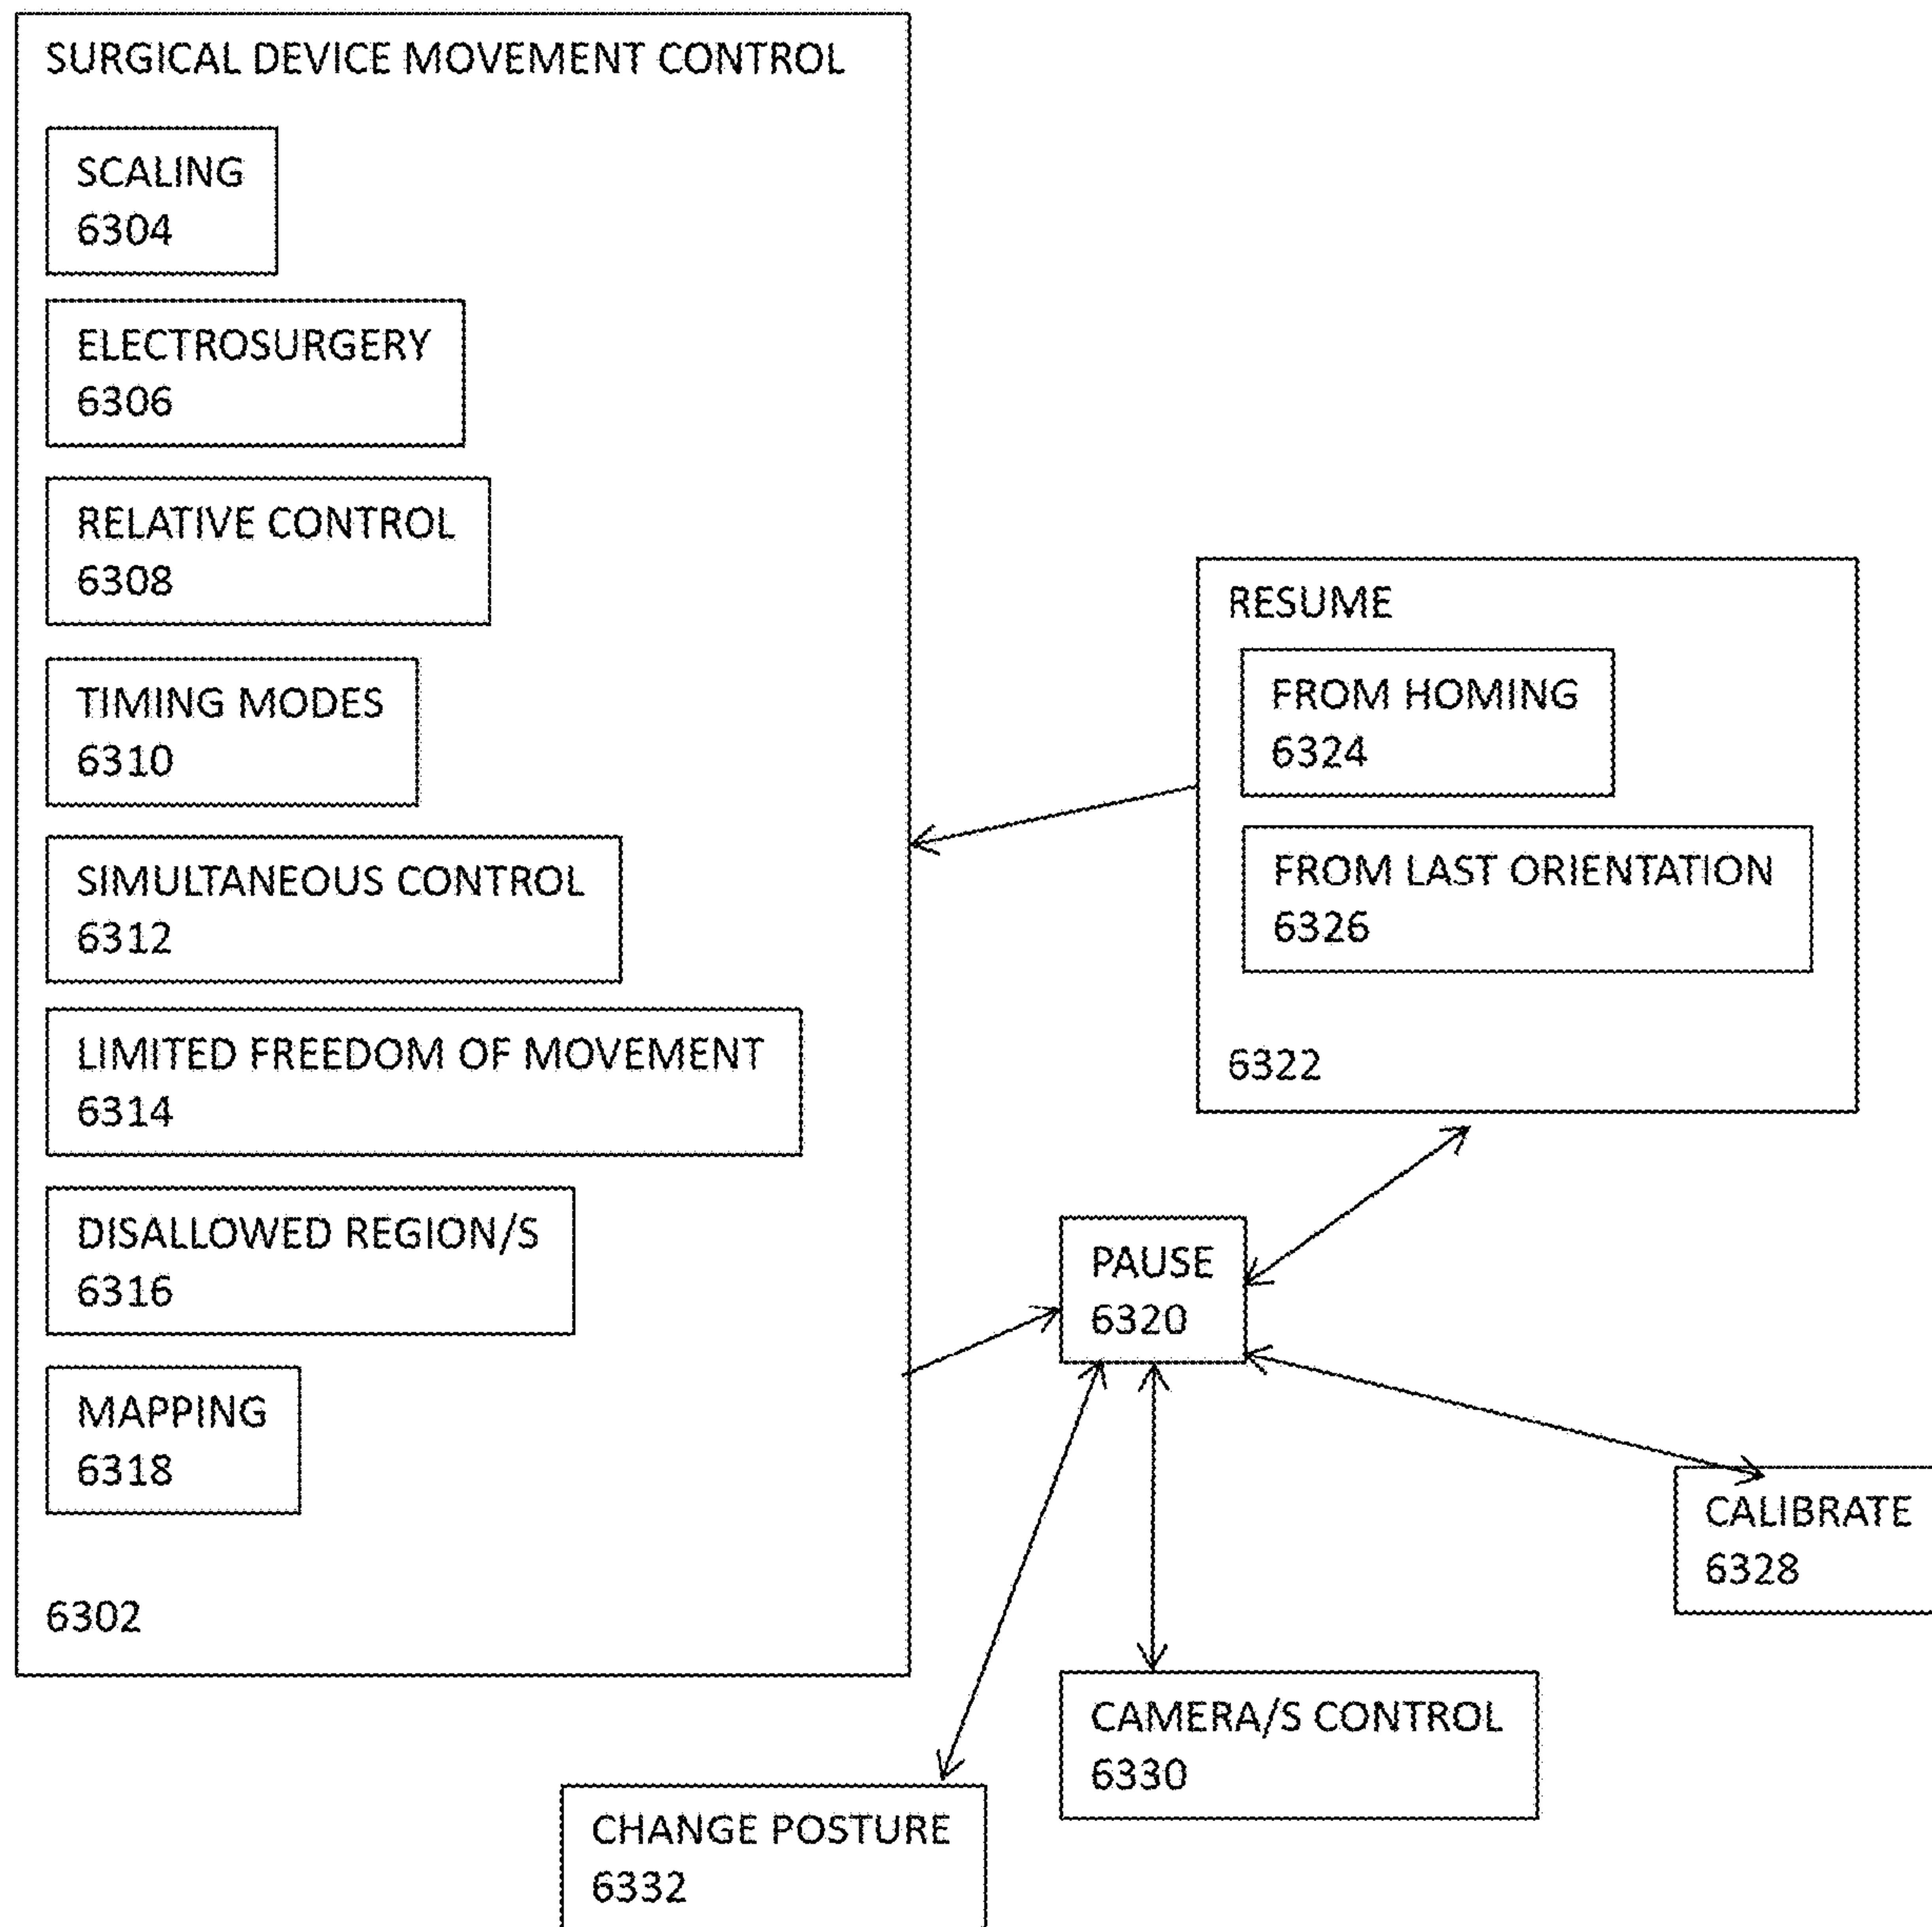 SURGICAL DEVICE MOVEMENT CONTROL
SCALING
6304
ELECTROSURGERY
6306
RELATIVE CONTROL
6308
TIMING MODES
6310
SIMULTANEOUS CONTROL
6312
LIMITED FREEDOM OF MOVEMENT
6314
DISALLOWED REGION/S
6316
MAPPING
6318
6302
RESUME
FROM HOMING
6324
FROM LAST ORIENTATION
6326
6322
PAUSE
6320
CALIBRATE
6328
CAMERA/S CONTROL
6330
CHANGE POSTURE
6332